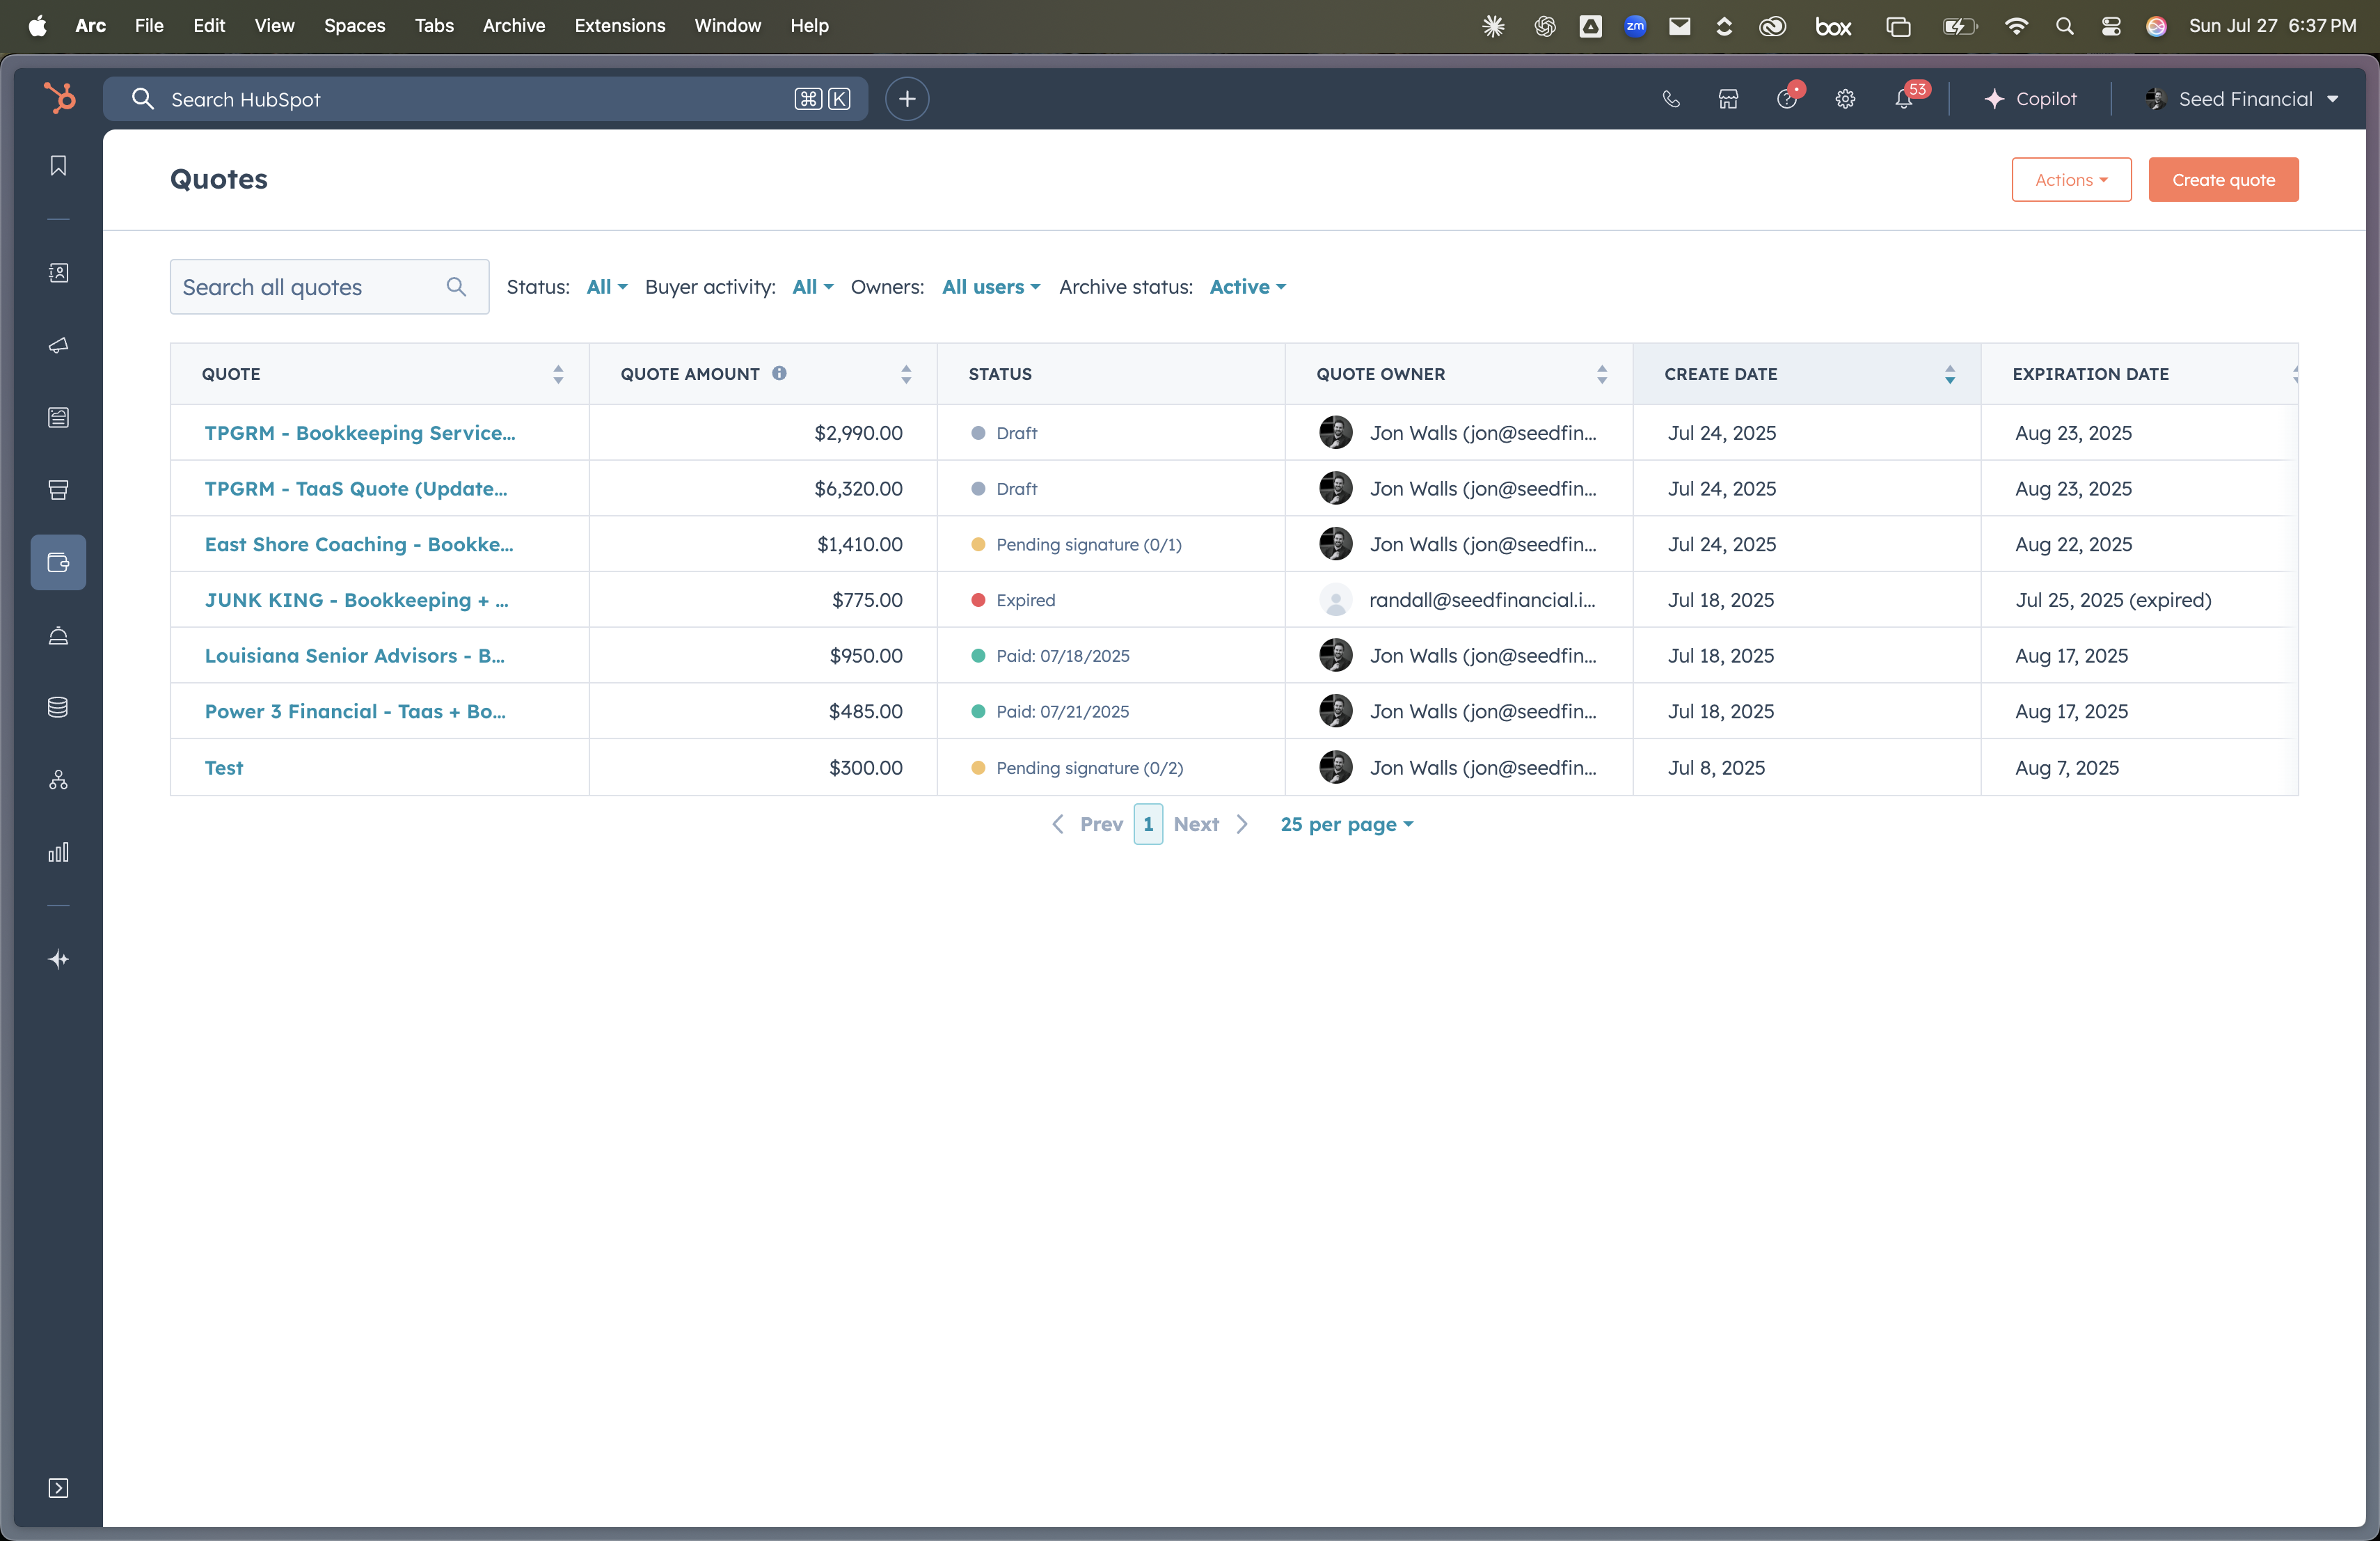 Arc File Edit View Spaces Tabs Archive Extensions Window Help zm box Sun Jul 27 6:37 PM
Search HubSpot ⌘ K + 53 Copilot Seed Financial
Quotes Actions Create quote
Search all quotes Status: All Buyer activity: All Owners: All users Archive status: Active
QUOTE QUOTE AMOUNT STATUS QUOTE OWNER CREATE DATE EXPIRATION DATE
TPGRM - Bookkeeping Service... $2,990.00 Draft Jon Walls (jon@seedfin... Jul 24, 2025 Aug 23, 2025
TPGRM - TaaS Quote (Update... $6,320.00 Draft Jon Walls (jon@seedfin... Jul 24, 2025 Aug 23, 2025
East Shore Coaching - Bookke... $1,410.00 Pending signature (0/1) Jon Walls (jon@seedfin... Jul 24, 2025 Aug 22, 2025
JUNK KING - Bookkeeping + ... $775.00 Expired randall@seedfinancial.i... Jul 18, 2025 Jul 25, 2025 (expired)
Louisiana Senior Advisors - B... $950.00 Paid: 07/18/2025 Jon Walls (jon@seedfin... Jul 18, 2025 Aug 17, 2025
Power 3 Financial - Taas + Bo... $485.00 Paid: 07/21/2025 Jon Walls (jon@seedfin... Jul 18, 2025 Aug 17, 2025
Test $300.00 Pending signature (0/2) Jon Walls (jon@seedfin... Jul 8, 2025 Aug 7, 2025
Prev 1 Next 25 per page